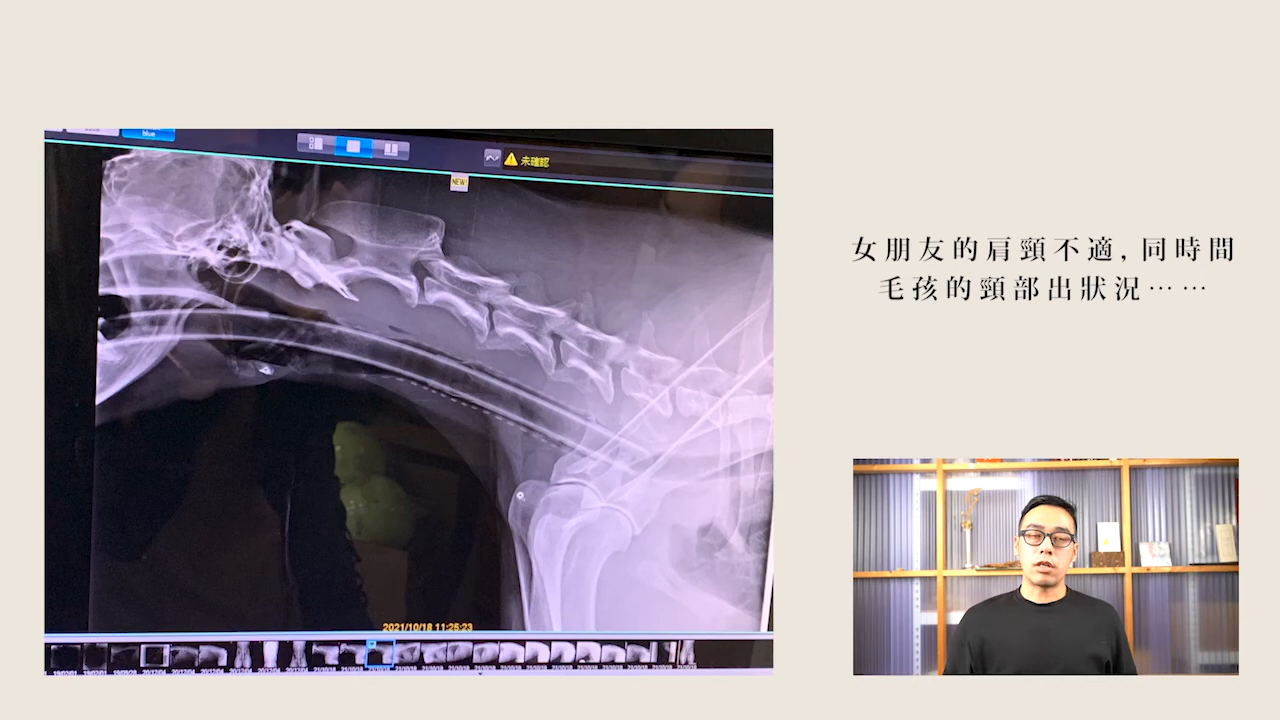 blue
未確認
NEW!
女朋友的肩頸不適, 同時間
毛孩的頸部出狀況⋯⋯
2021/10/18 11:25:23